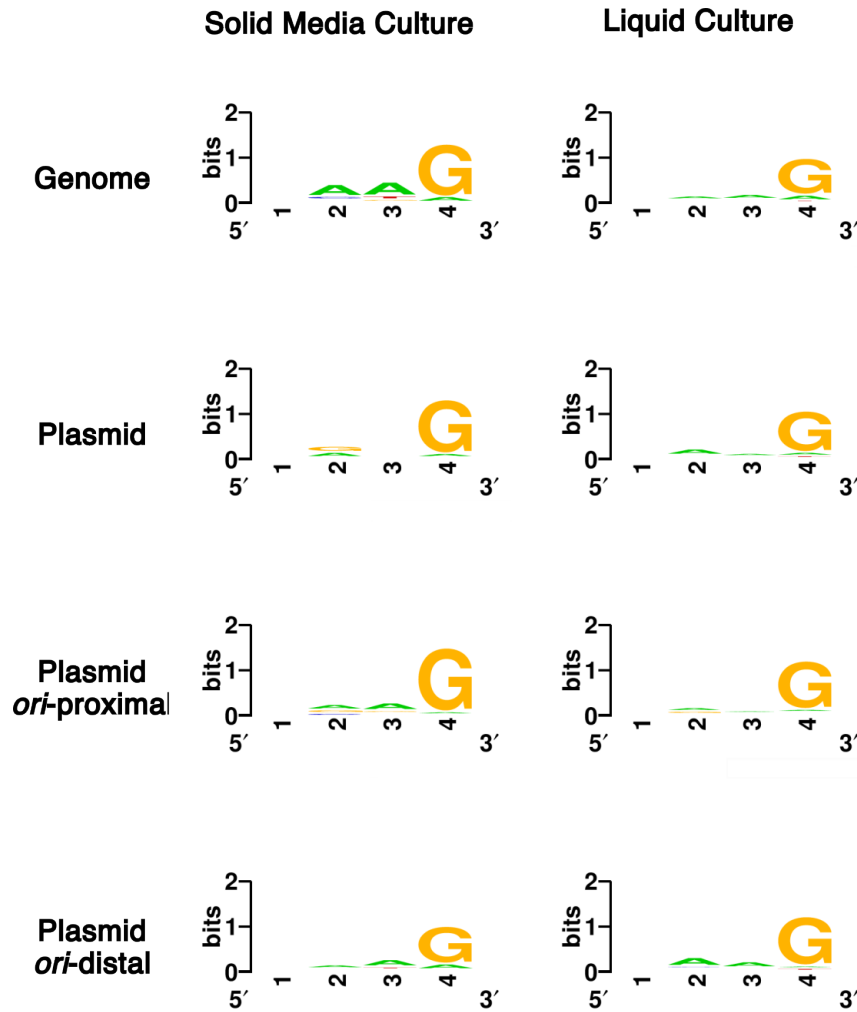 Solid Media Culture
Liquid Culture
Genome
2
1
0
bits
A A G
1 2 3 4
5′ 3′
2
1
0
bits
G
1 2 3 4
5′ 3′
Plasmid
2
1
0
bits
G
1 2 3 4
5′ 3′
2
1
0
bits
A G
1 2 3 4
5′ 3′
Plasmid
ori-proximal
2
1
0
bits
A A G
1 2 3 4
5′ 3′
2
1
0
bits
G
1 2 3 4
5′ 3′
Plasmid
ori-distal
2
1
0
bits
A G
1 2 3 4
5′ 3′
2
1
0
bits
A A G
1 2 3 4
5′ 3′